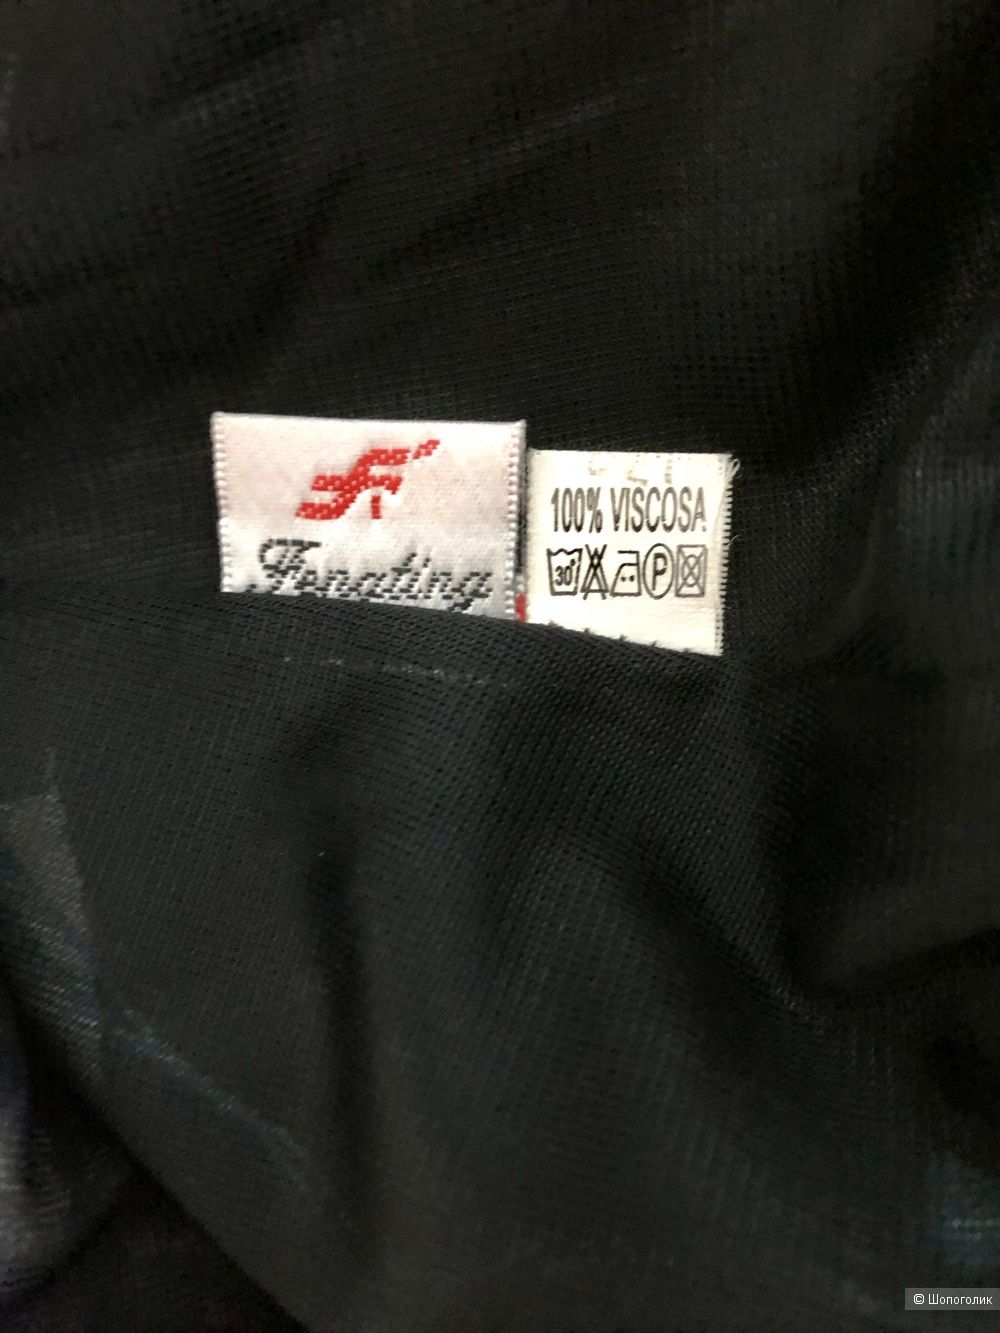 Fenating
100% VISCOSA
30°
P
© Шопоголик